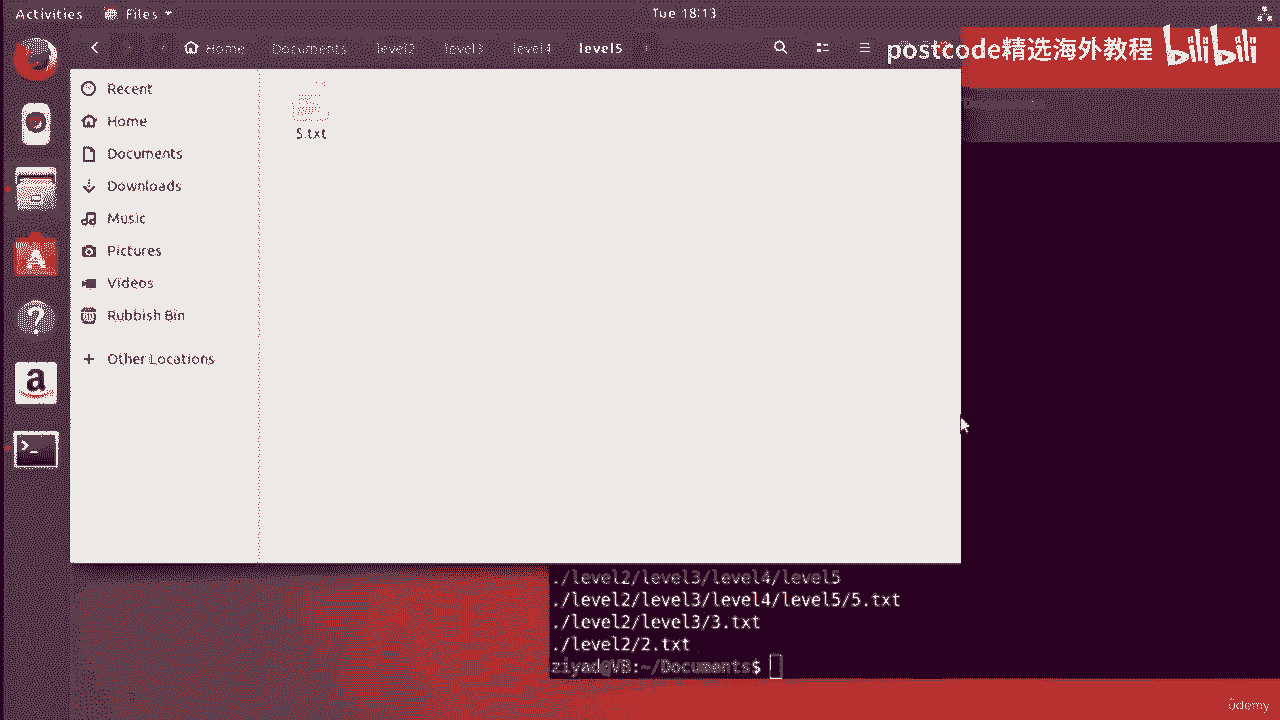 Activities Files Tue 18:13
Home Documents level2 level3 level4 level5
postcode精选海外教程 bilibili
Recent
Home
Documents
Downloads
Music
Pictures
Videos
Rubbish Bin
Other Locations
5.txt
./level2/level3/level4/level5
./level2/level3/level4/level5/5.txt
./level2/level3/3.txt
./level2/2.txt
ziyad@VB:~/Documents$
ûdemy